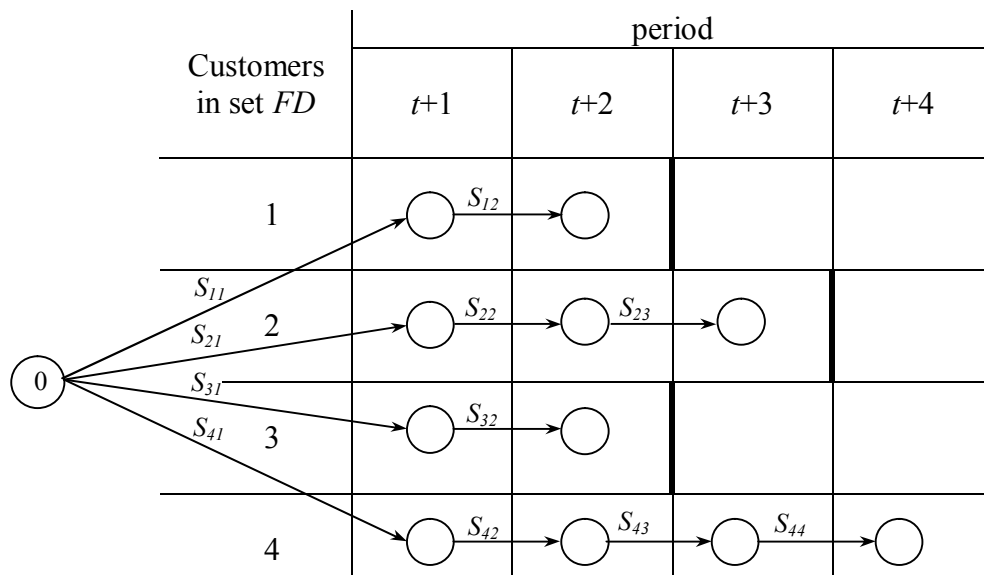 period
Customers
in set FD
t+1 t+2 t+3 t+4
1 S12
S11
2 S22 S23
S21
0
S31
3 S32
S41
4 S42 S43 S44